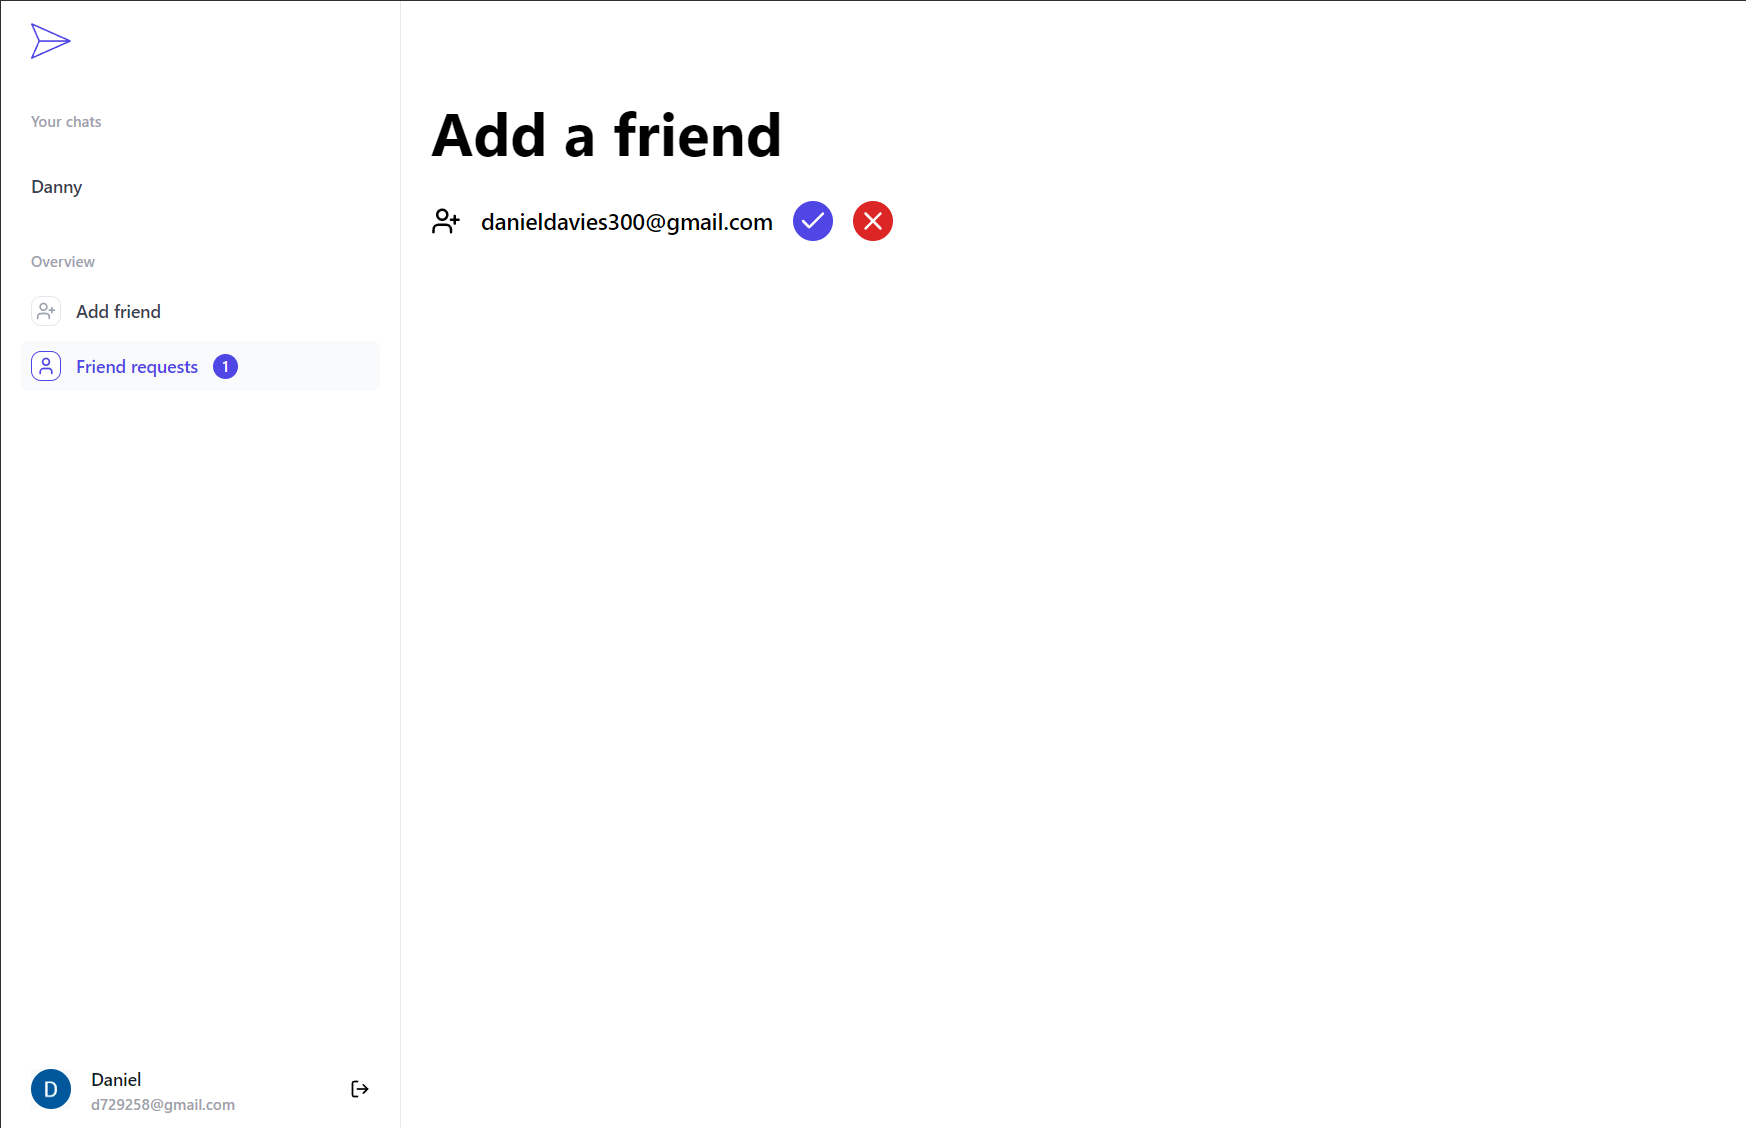 Your chats
Danny
Overview
Add friend
Friend requests 1
D
Daniel
d729258@gmail.com
Add a friend
danieldavies300@gmail.com